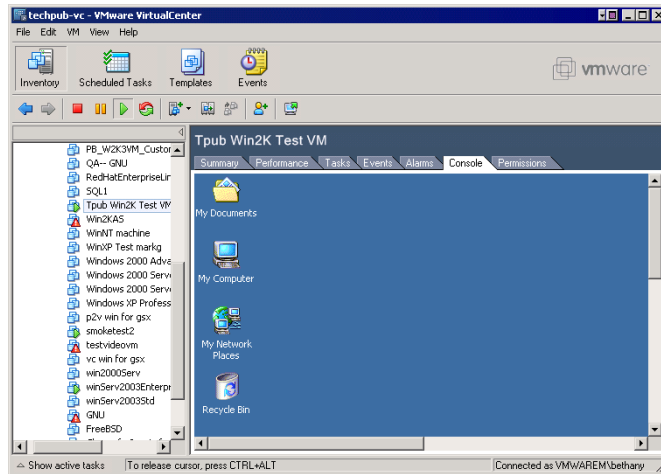 techpub-vc - VMware VirtualCenter
File Edit VM View Help
Inventory Scheduled Tasks Templates Events
vmware
Tpub Win2K Test VM
Summary Performance Tasks Events Alarms Console Permissions
PB_W2K3VM_Custor
QA-- GNU
RedHatEnterpriseLir
SQL1
Tpub Win2K Test VM
Win2KAS
WinNT machine
WinXP Test markg
Windows 2000 Adva
Windows 2000 Serve
Windows 2000 Serve
Windows XP Profess
p2v win for gsx
smoketest2
testvideovm
vc win for gsx
win2000Serv
winServ2003Enterpr
winServ2003Std
GNU
FreeBSD
My Documents
My Computer
My Network
Places
Recycle Bin
Show active tasks To release cursor, press CTRL+ALT Connected as VMWAREM\bethany